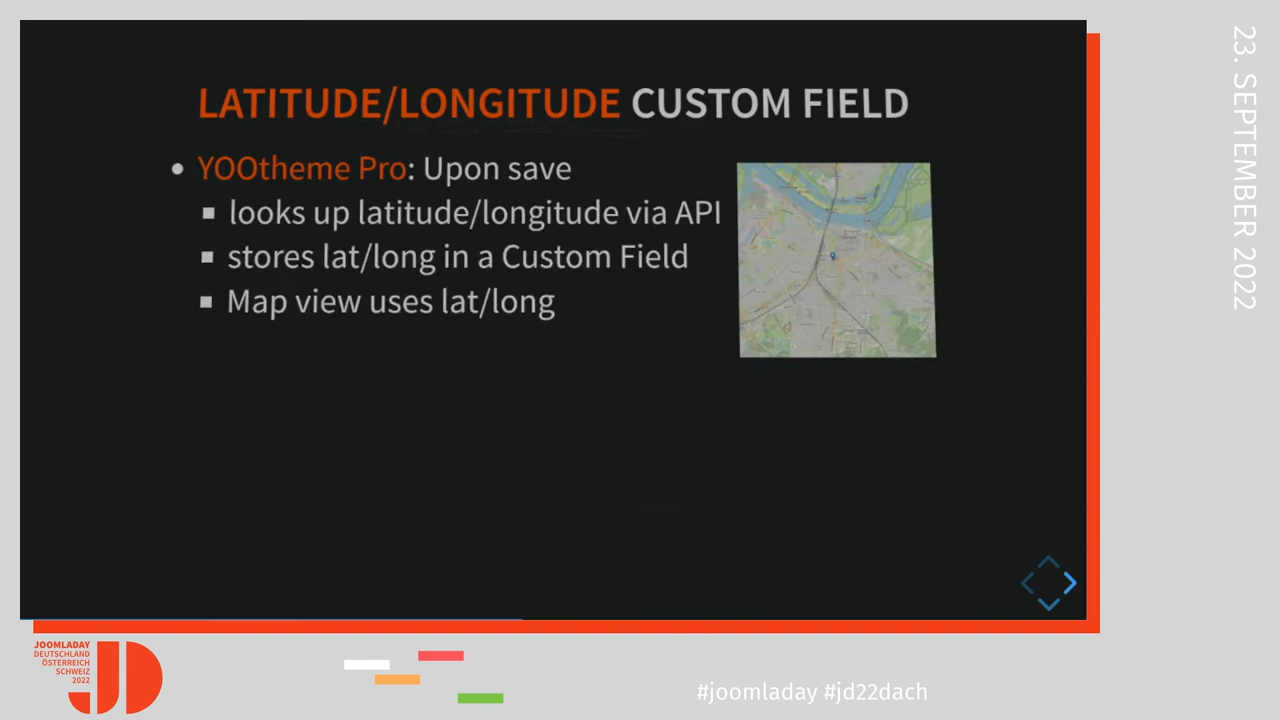 LATITUDE/LONGITUDE CUSTOM FIELD
YOOtheme Pro: Upon save
looks up latitude/longitude via API
stores lat/long in a Custom Field
Map view uses lat/long
23. SEPTEMBER 2022
JOOMLADAY
DEUTSCHLAND
ÖSTERREICH
SCHWEIZ
2022
JD
#joomladay #jd22dach